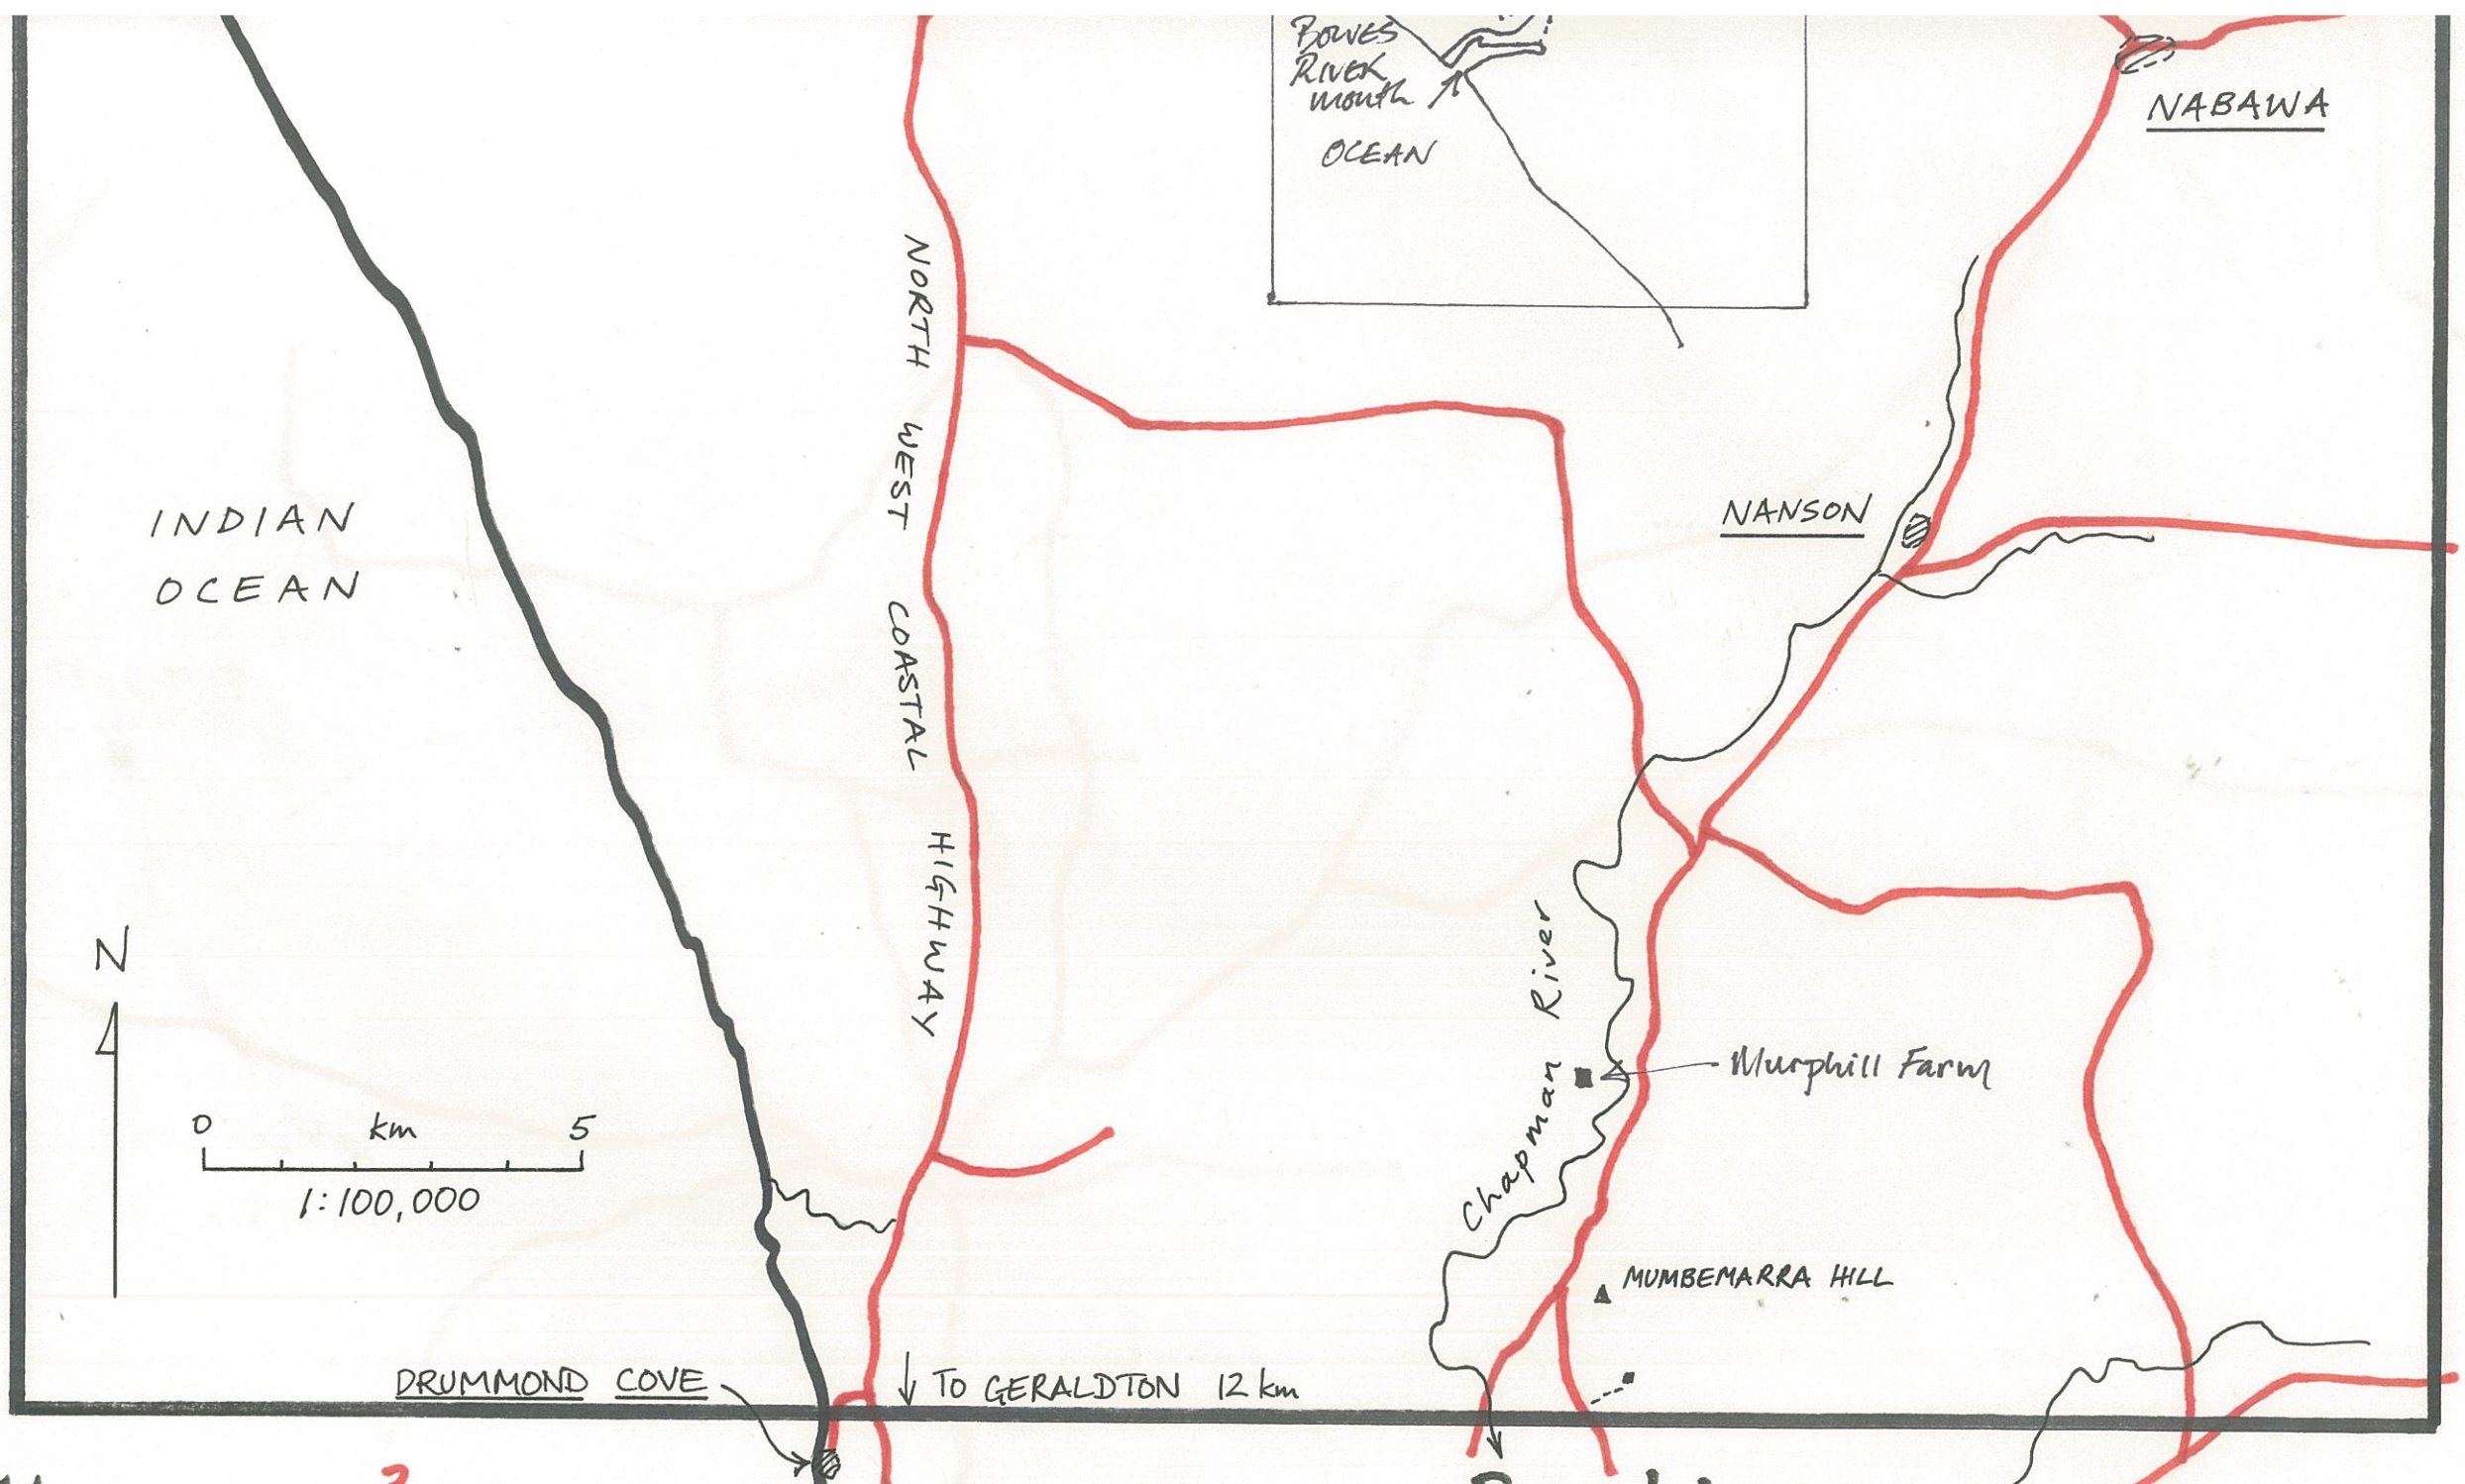 Bowes
River
mouth
OCEAN
NABAWA
NORTH WEST COASTAL HIGHWAY
INDIAN
OCEAN
NANSON
N
Chapman River
Murphill Farm
0 km 5
1:100,000
MUMBEMARRA HILL
DRUMMOND COVE
TO GERALDTON 12 km